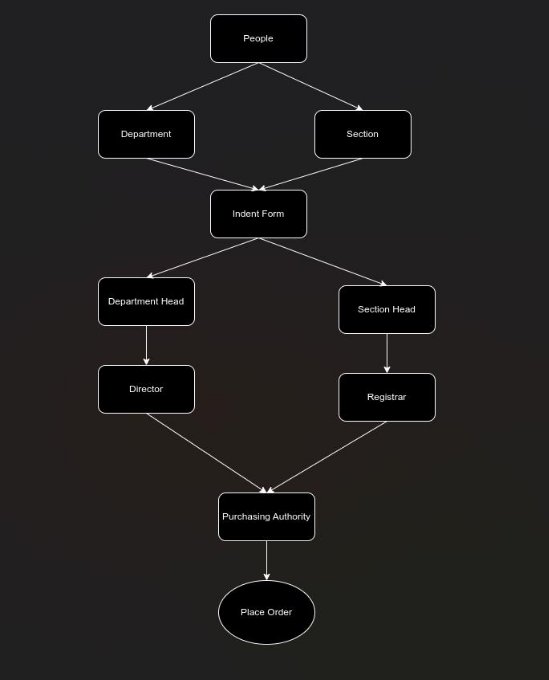 People
Department
Section
Indent Form
Department Head
Section Head
Director
Registrar
Purchasing Authority
Place Order